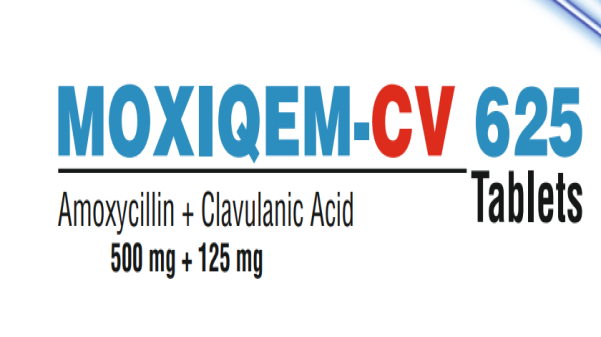 MOXIQEM-CV 625
Tablets
Amoxycillin + Clavulanic Acid
500 mg + 125 mg